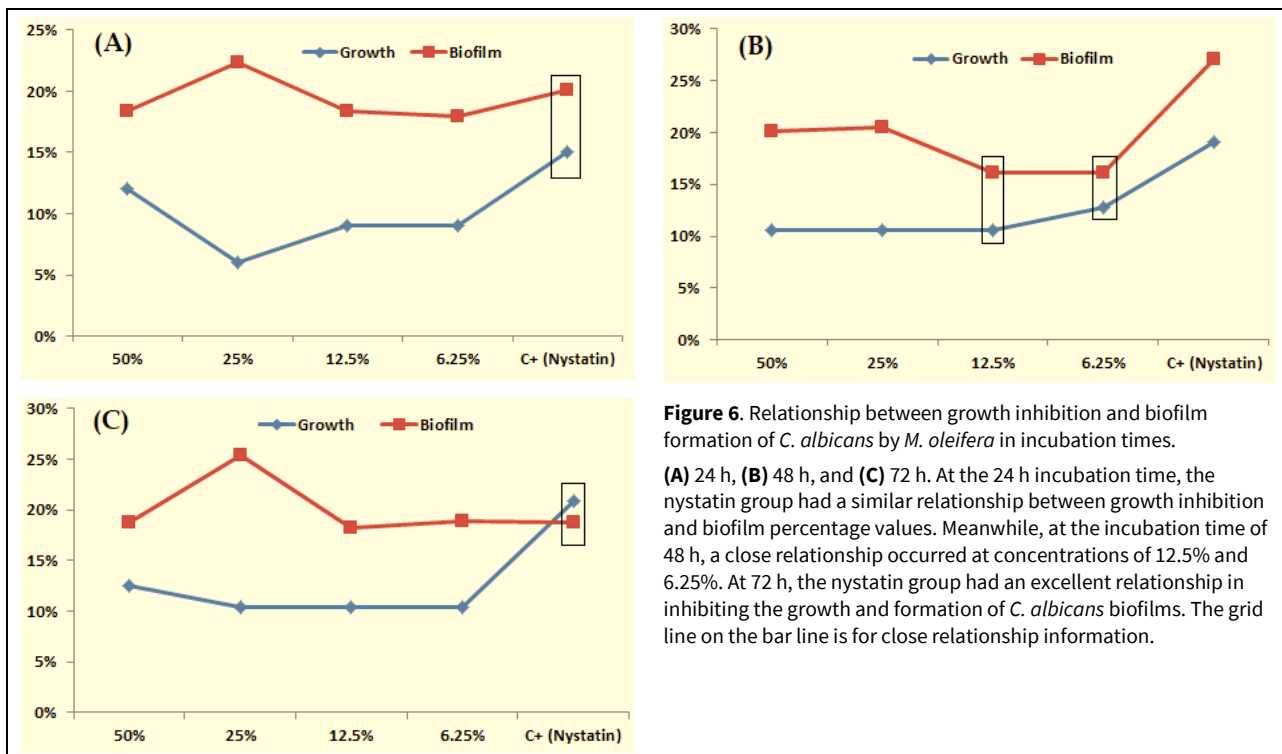 (A)
Growth Biofilm
25%
20%
15%
10%
5%
0%
50% 25% 12.5% 6.25% C+ (Nystatin)
(B)
Growth Biofilm
30%
25%
20%
15%
10%
5%
0%
50% 25% 12.5% 6.25% C+ (Nystatin)
(C)
Growth Biofilm
30%
25%
20%
15%
10%
5%
0%
50% 25% 12.5% 6.25% C+ (Nystatin)
Figure 6. Relationship between growth inhibition and biofilm
formation of C. albicans by M. oleifera in incubation times.
(A) 24 h, (B) 48 h, and (C) 72 h. At the 24 h incubation time, the
nystatin group had a similar relationship between growth inhibition
and biofilm percentage values. Meanwhile, at the incubation time of
48 h, a close relationship occurred at concentrations of 12.5% and
6.25%. At 72 h, the nystatin group had an excellent relationship in
inhibiting the growth and formation of C. albicans biofilms. The grid
line on the bar line is for close relationship information.